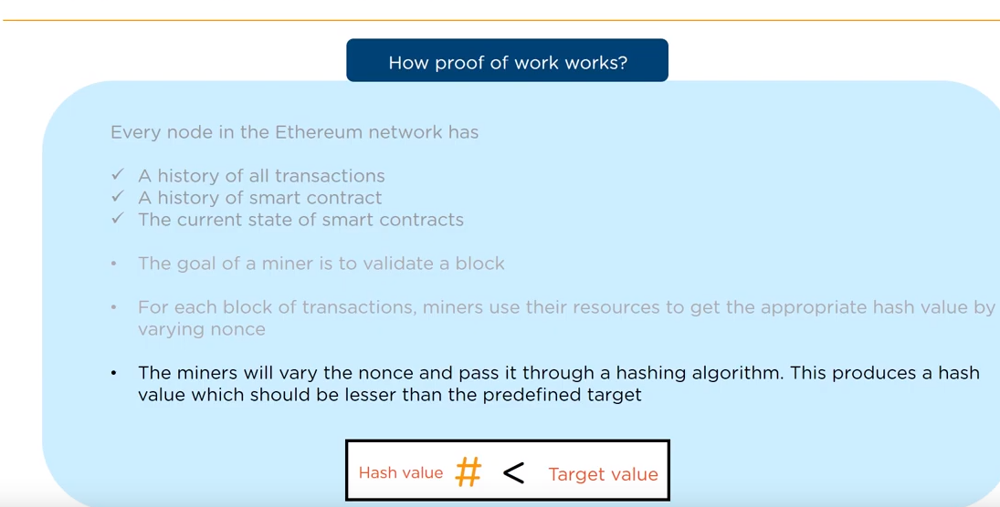 How proof of work works?
Every node in the Ethereum network has
✓ A history of all transactions
✓ A history of smart contract
✓ The current state of smart contracts
• The goal of a miner is to validate a block
• For each block of transactions, miners use their resources to get the appropriate hash value by
varying nonce
• The miners will vary the nonce and pass it through a hashing algorithm. This produces a hash
value which should be lesser than the predefined target
Hash value # < Target value